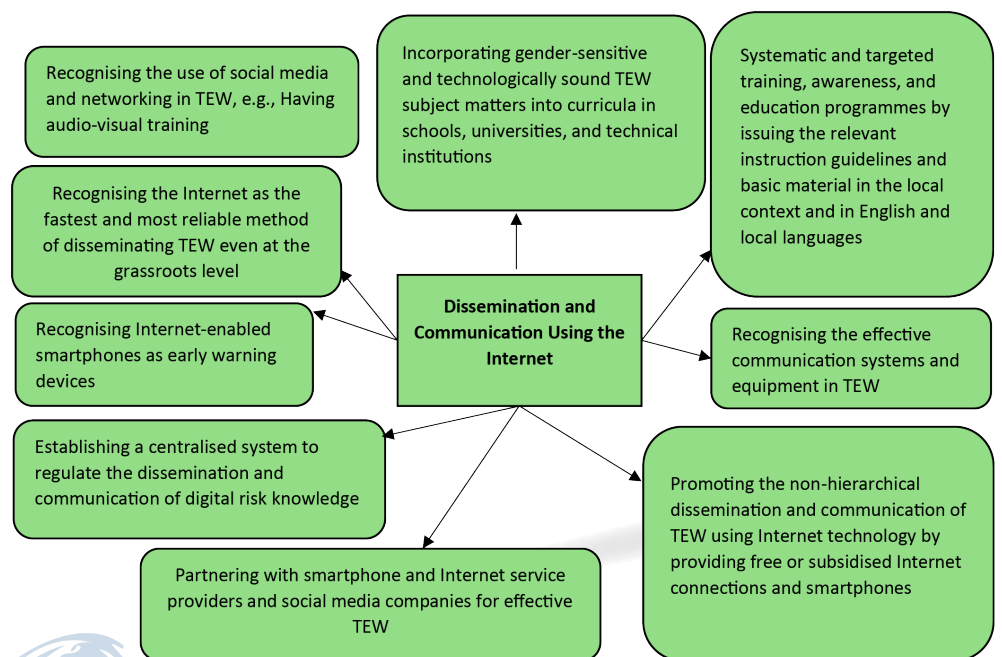 Recognising the use of social media
and networking in TEW, e.g., Having
audio-visual training
Incorporating gender-sensitive
and technologically sound TEW
subject matters into curricula in
schools, universities, and technical
institutions
Systematic and targeted
training, awareness, and
education programmes by
issuing the relevant
instruction guidelines and
basic material in the local
context and in English and
local languages
Recognising the Internet as the
fastest and most reliable method
of disseminating TEW even at the
grassroots level
Dissemination and
Communication Using the
Internet
Recognising Internet-enabled
smartphones as early warning
devices
Recognising the effective
communication systems and
equipment in TEW
Establishing a centralised system to
regulate the dissemination and
communication of digital risk knowledge
Promoting the non-hierarchical
dissemination and communication of
TEW using Internet technology by
providing free or subsidised Internet
connections and smartphones
Partnering with smartphone and Internet service
providers and social media companies for effective
TEW